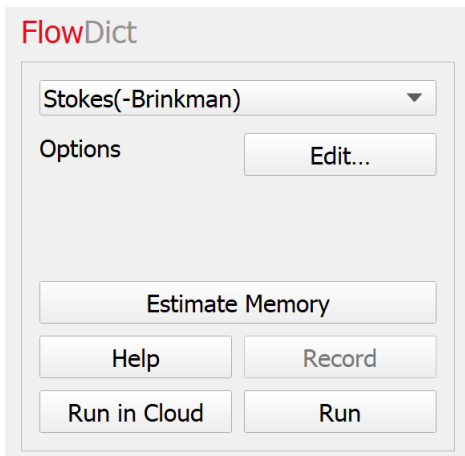 FlowDict
Stokes(-Brinkman)
Options Edit...
Estimate Memory
Help Record
Run in Cloud Run